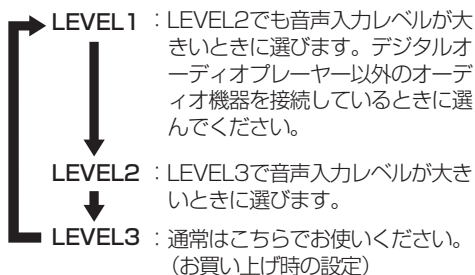 LEVEL1 ：LEVEL2でも音声入力レベルが大
きいときに選びます。デジタルオ
ーディオプレーヤー以外のオーデ
ィオ機器を接続しているときに選
んでください。
LEVEL2 ：LEVEL3で音声入力レベルが大き
いときに選びます。
LEVEL3 ：通常はこちらでお使いください。
（お買い上げ時の設定）